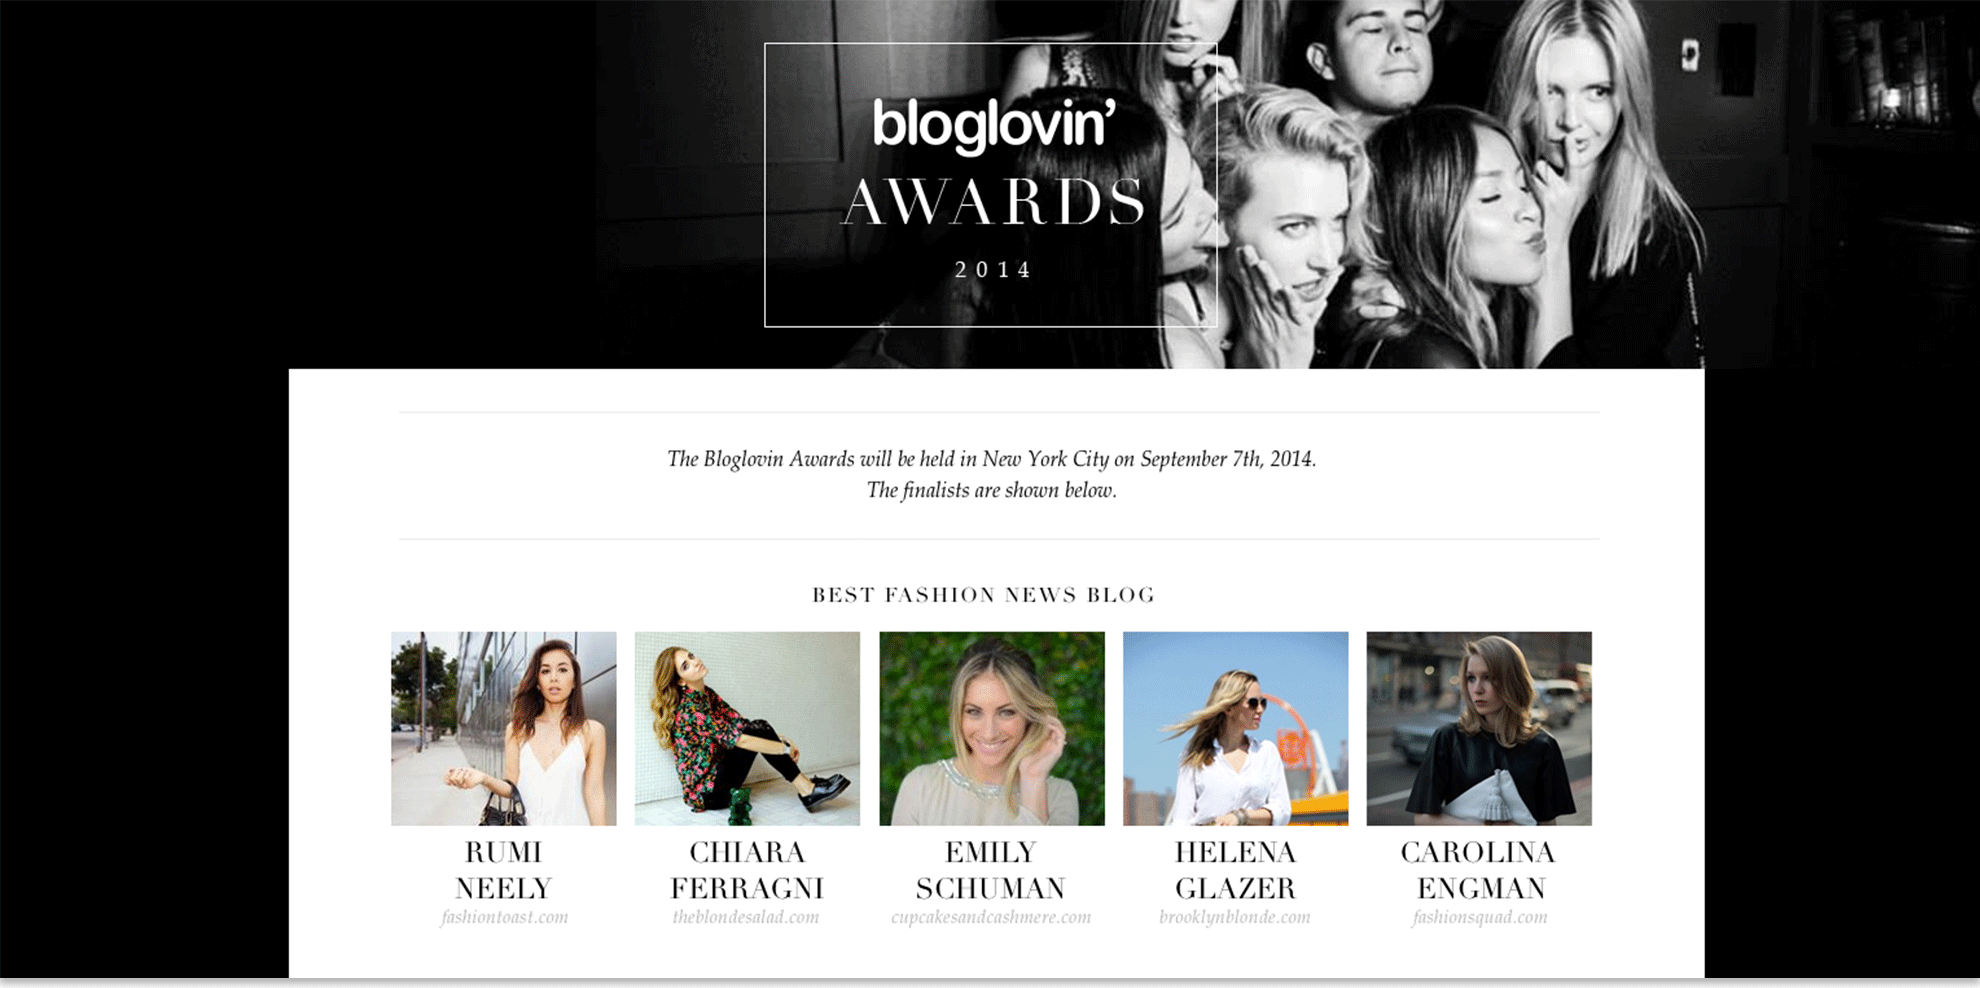 bloglovin’
AWARDS
2014
The Bloglovin Awards will be held in New York City on September 7th, 2014.
The finalists are shown below.
BEST FASHION NEWS BLOG
RUMI
NEELY
fashiontoast.com
CHIARA
FERRAGNI
theblondesalad.com
EMILY
SCHUMAN
cupcakesandcashmere.com
HELENA
GLAZER
brooklynblonde.com
CAROLINA
ENGMAN
fashionsquad.com